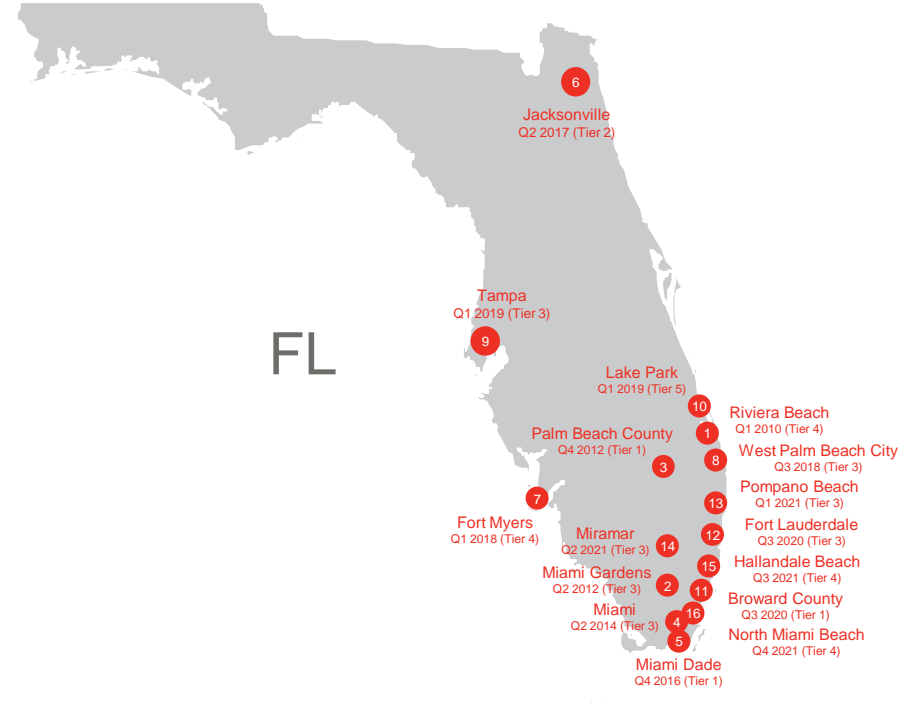 6
Jacksonville
Q2 2017 (Tier 2)
Tampa
Q1 2019 (Tier 3)
9
FL
Lake Park
Q1 2019 (Tier 5)
10
Riviera Beach
Q1 2010 (Tier 4)
1
Palm Beach County
Q4 2012 (Tier 1)
3
West Palm Beach City
Q3 2018 (Tier 3)
8
7
Fort Myers
Q1 2018 (Tier 4)
Pompano Beach
Q1 2021 (Tier 3)
13
Fort Lauderdale
Q3 2020 (Tier 3)
12
Miramar
Q2 2021 (Tier 3)
14
Hallandale Beach
Q3 2021 (Tier 4)
15
Miami Gardens
Q2 2012 (Tier 3)
2
11
Broward County
Q3 2020 (Tier 1)
Miami
Q2 2014 (Tier 3)
4
16
North Miami Beach
Q4 2021 (Tier 4)
5
Miami Dade
Q4 2016 (Tier 1)